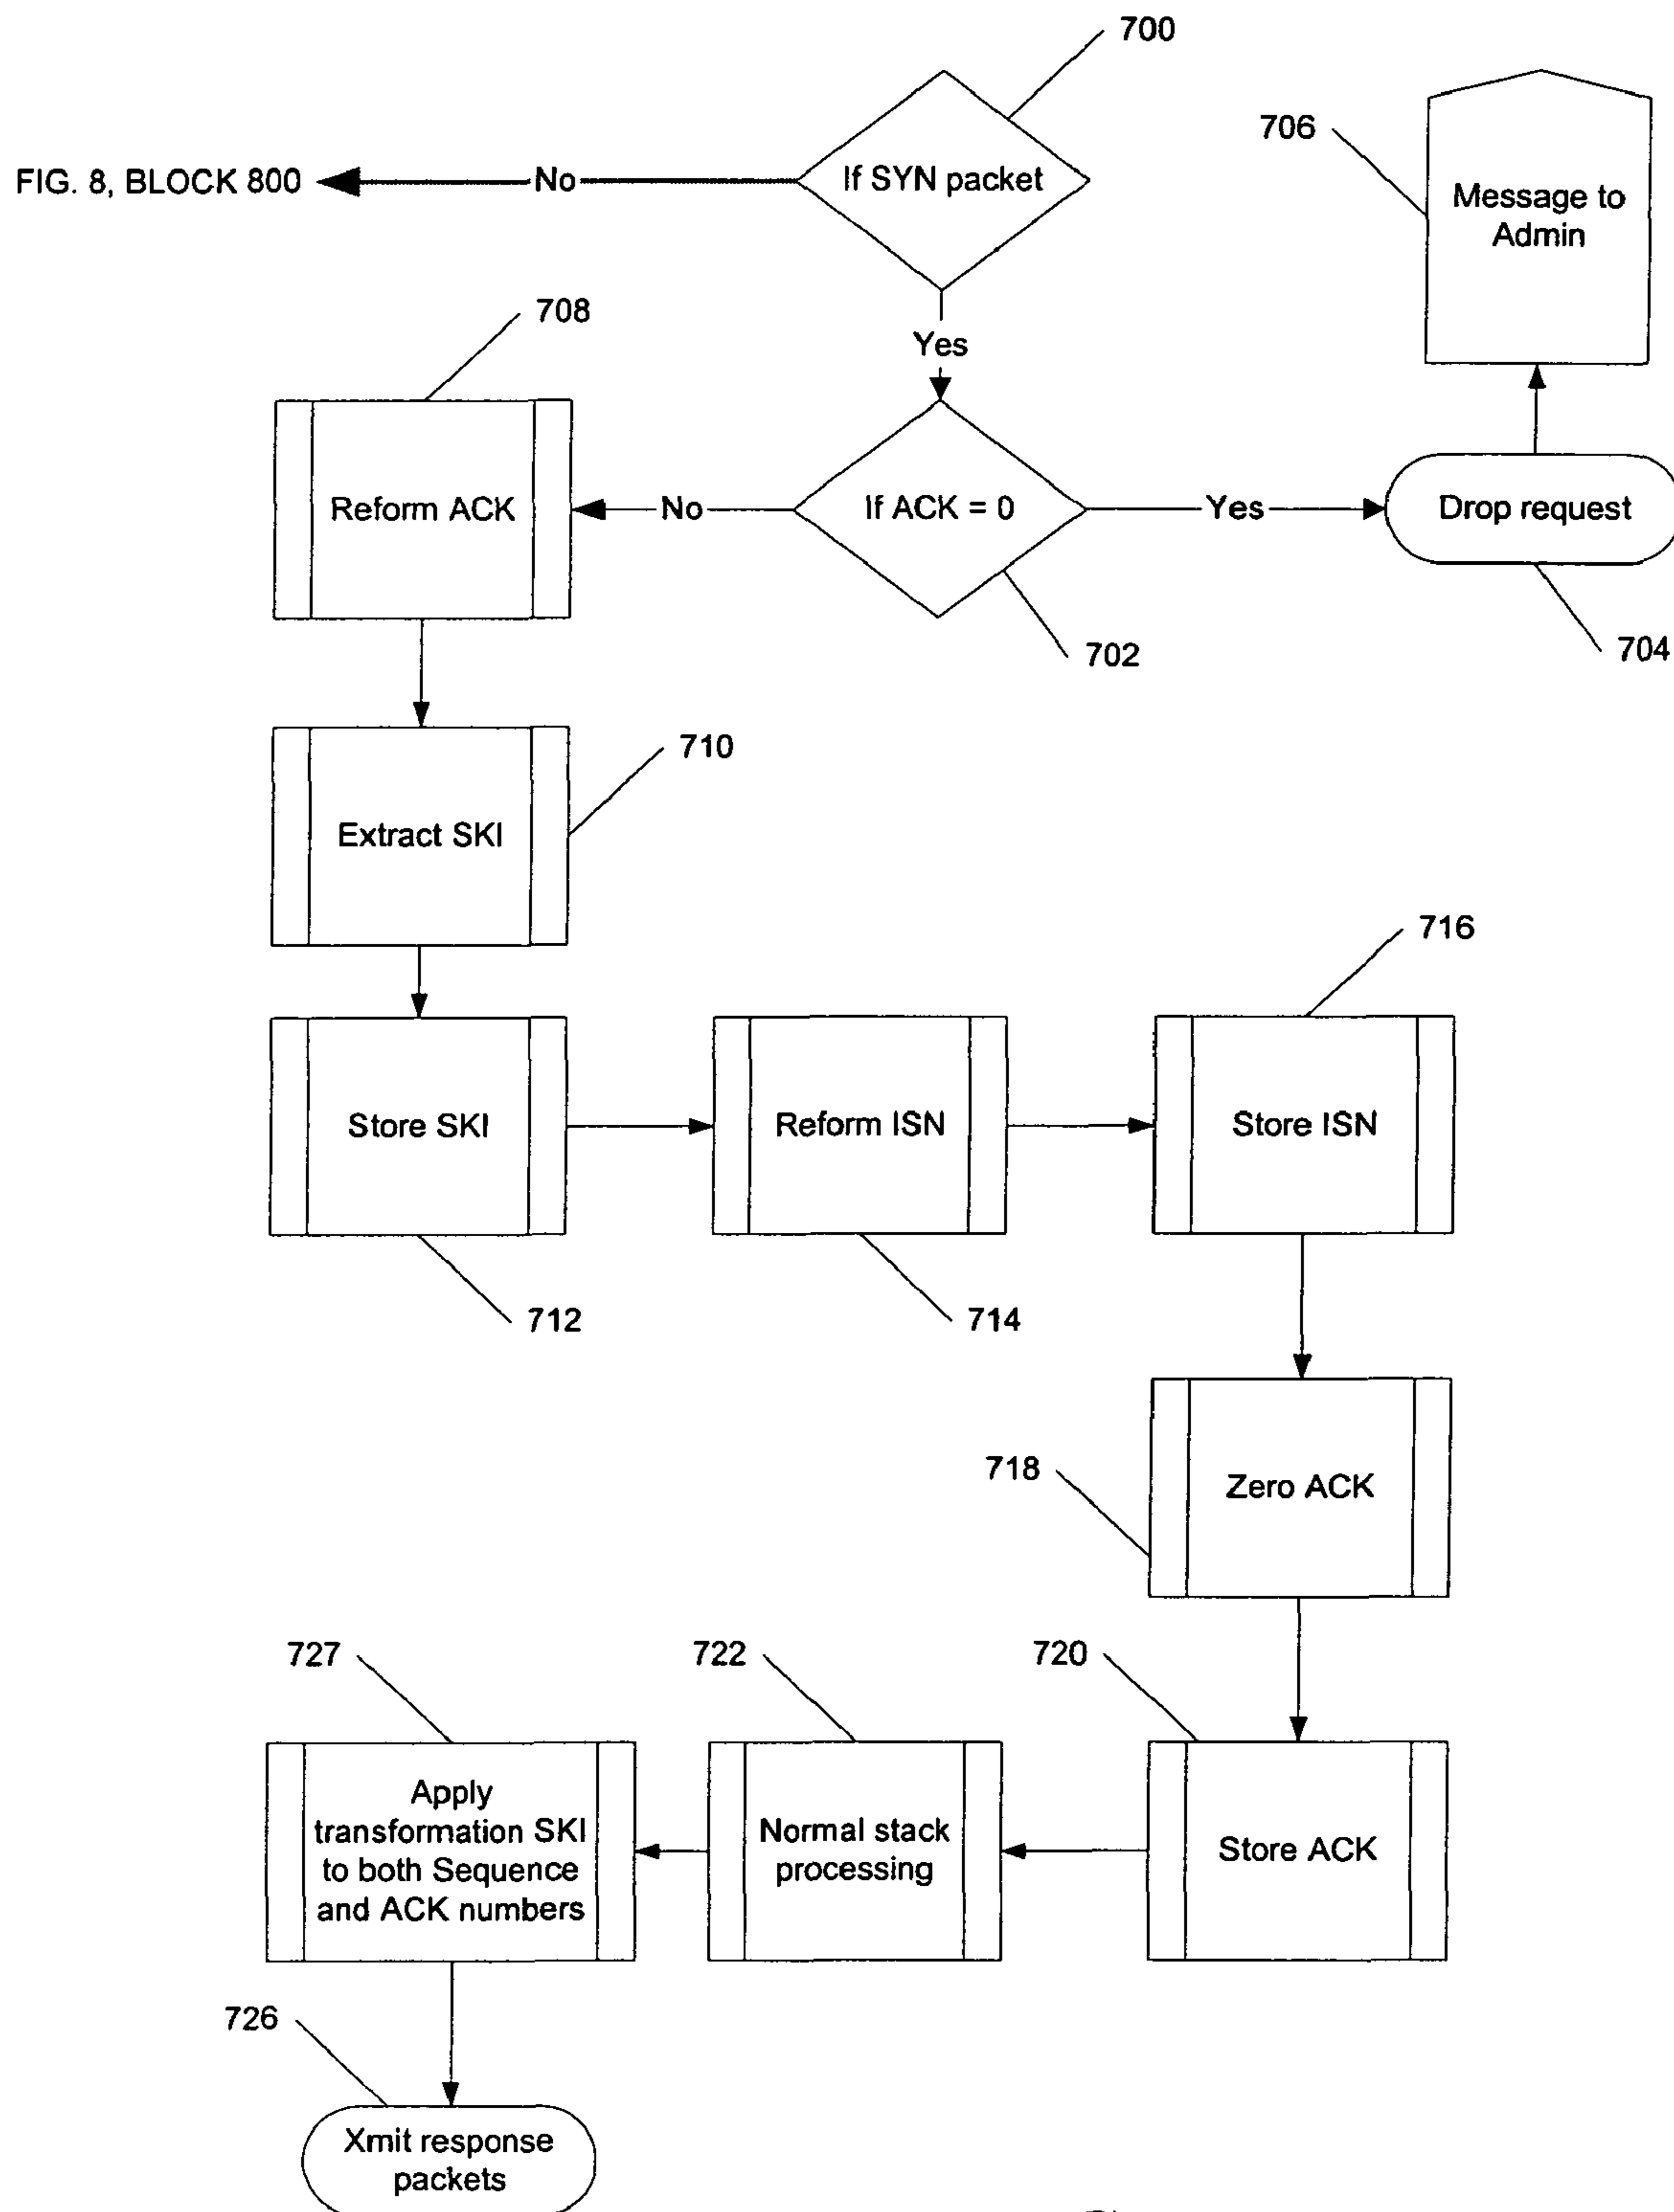 700
FIG. 8, BLOCK 800
No
If SYN packet
706
Message to
Admin
Yes
708
Reform ACK
No
If ACK = 0
Yes
Drop request
702
704
710
Extract SKI
716
Store SKI
Reform ISN
Store ISN
712
714
718
Zero ACK
727
722
720
Apply
transformation SKI
to both Sequence
and ACK numbers
Normal stack
processing
Store ACK
726
Xmit response
packets